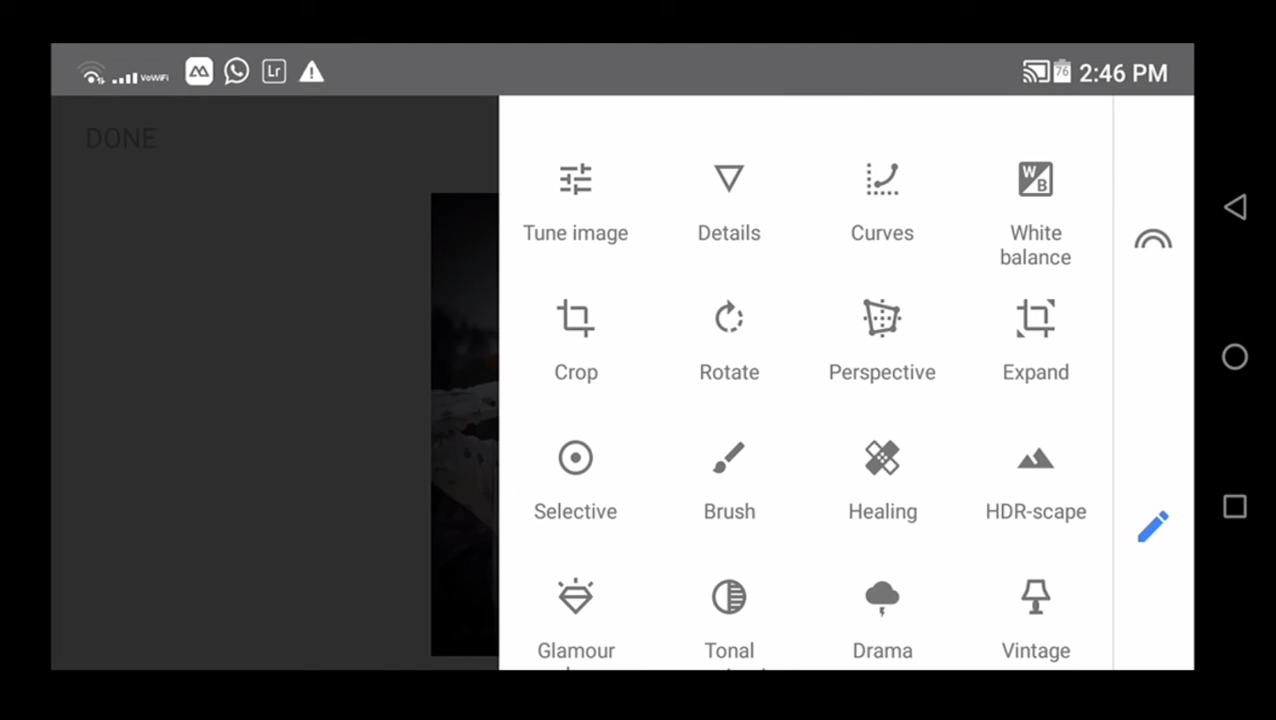 VoWiFi Lr 76 2:46 PM
DONE
Tune image Details Curves White balance
Crop Rotate Perspective Expand
Selective Brush Healing HDR-scape
Glamour Tonal Drama Vintage